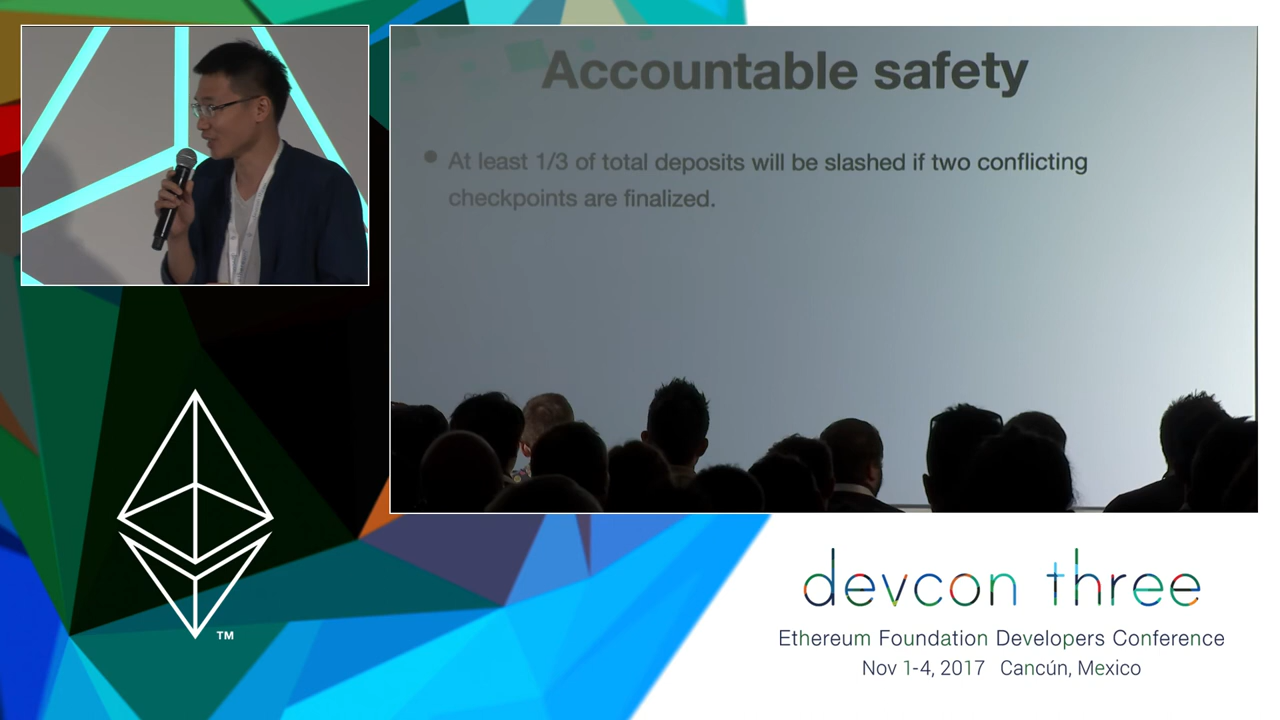 Accountable safety
At least 1/3 of total deposits will be slashed if two conflicting
checkpoints are finalized.
TM
devcon three
Ethereum Foundation Developers Conference
Nov 1-4, 2017 Cancún, Mexico